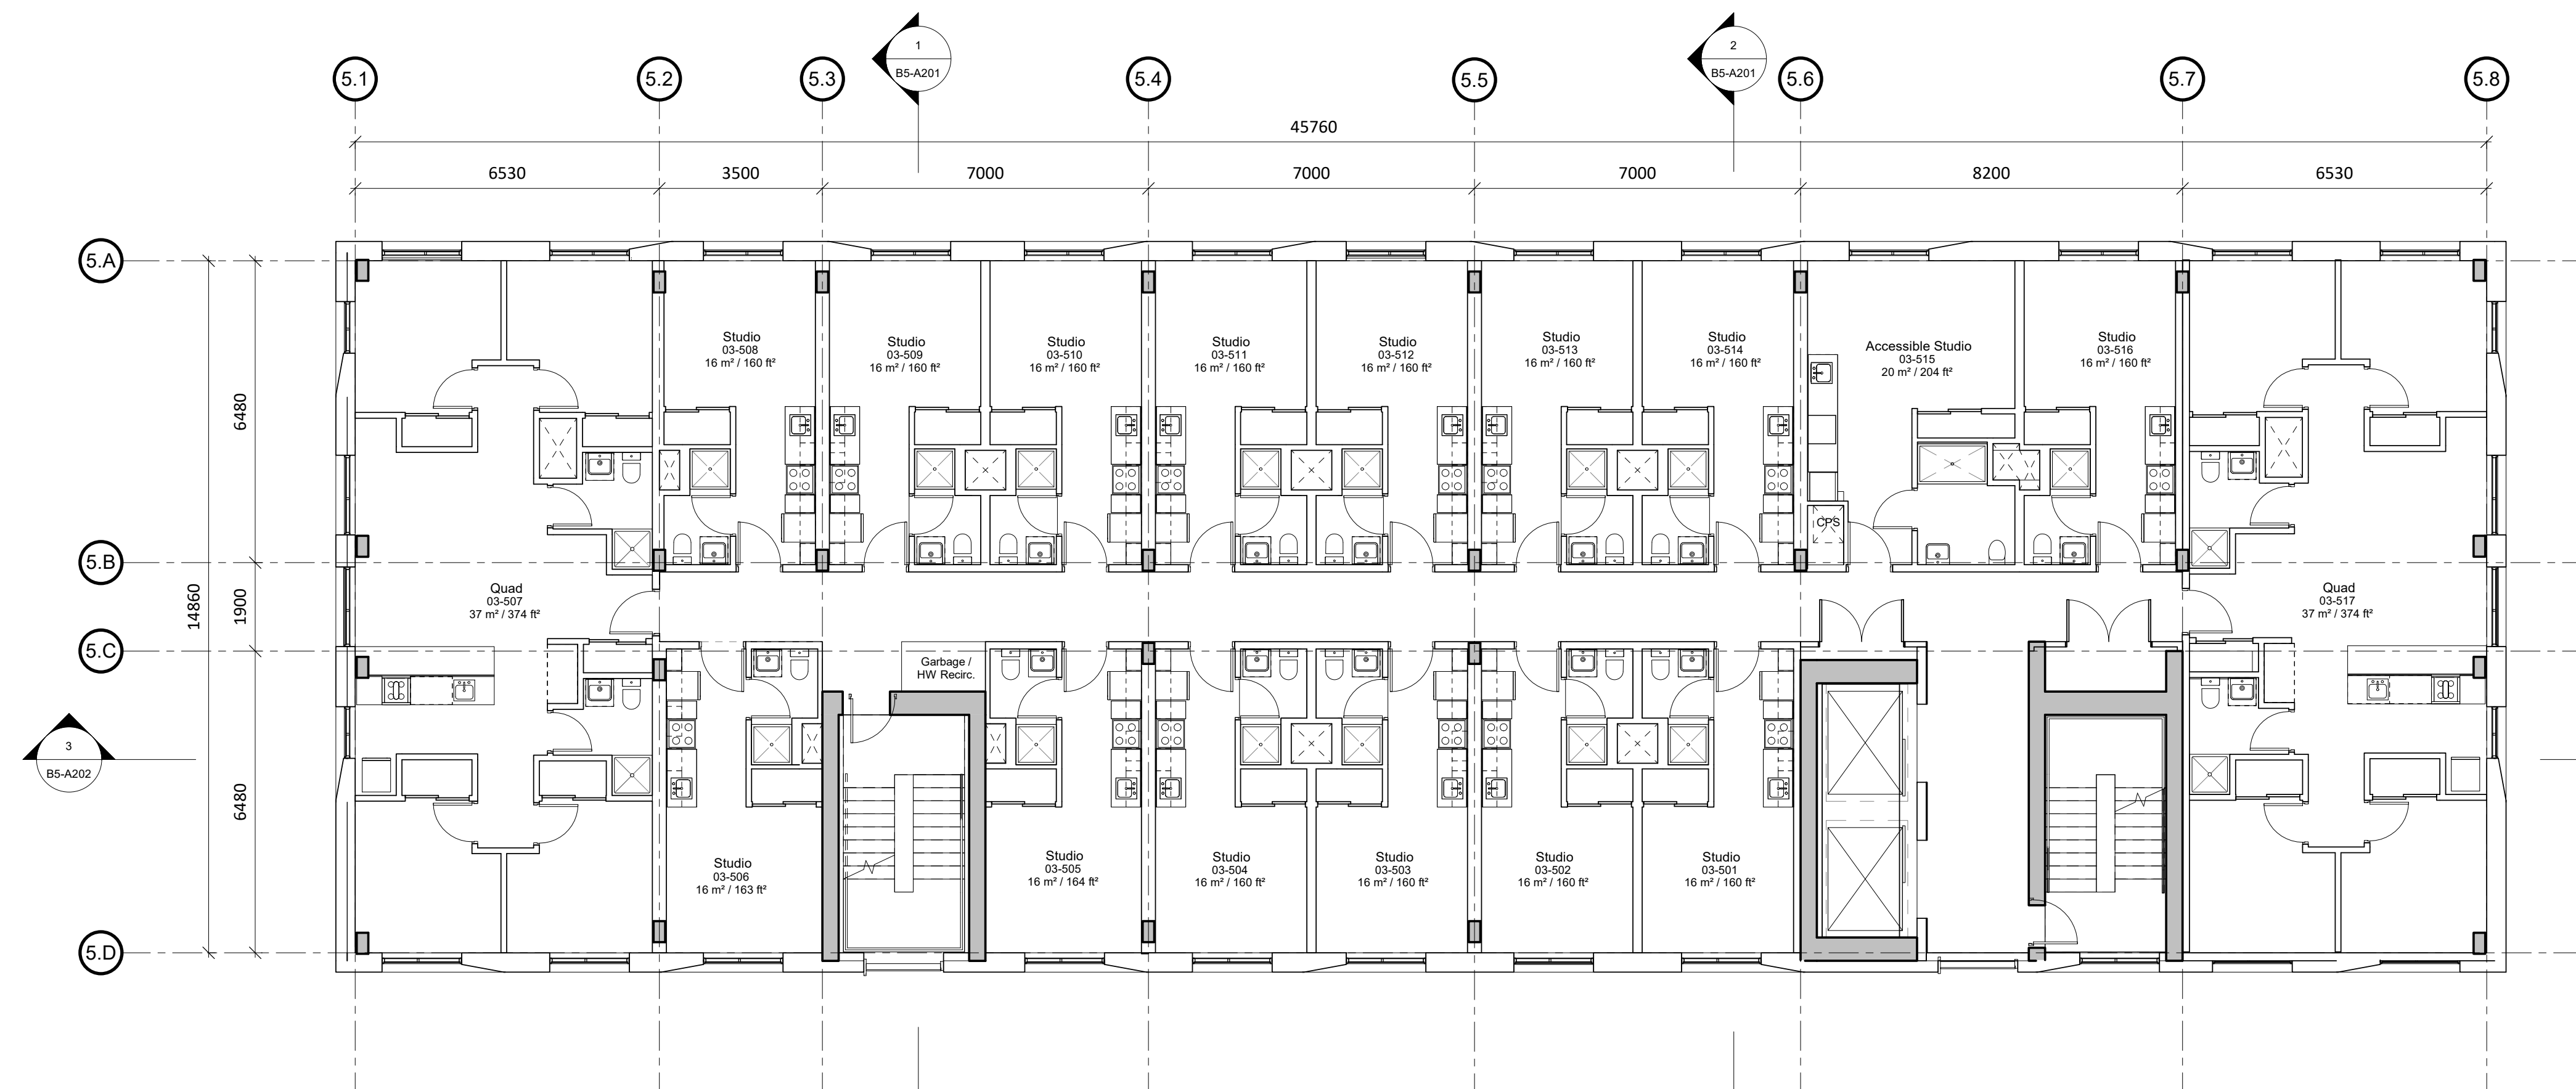 1
B5-A201
2
B5-A201
5.1
5.2
5.3
5.4
5.5
5.6
5.7
5.8
45760
6530
3500
7000
7000
7000
8200
6530
5.A
5.B
5.C
5.D
14860
6480
1900
6480
3
B5-A202
Studio
03-508
16 m² / 160 ft²
Studio
03-509
16 m² / 160 ft²
Studio
03-510
16 m² / 160 ft²
Studio
03-511
16 m² / 160 ft²
Studio
03-512
16 m² / 160 ft²
Studio
03-513
16 m² / 160 ft²
Studio
03-514
16 m² / 160 ft²
Accessible Studio
03-515
20 m² / 204 ft²
Studio
03-516
16 m² / 160 ft²
CPS
Quad
03-507
37 m² / 374 ft²
Quad
03-517
37 m² / 374 ft²
Garbage /
HW Recirc.
Studio
03-506
16 m² / 163 ft²
Studio
03-505
16 m² / 164 ft²
Studio
03-504
16 m² / 160 ft²
Studio
03-503
16 m² / 160 ft²
Studio
03-502
16 m² / 160 ft²
Studio
03-501
16 m² / 160 ft²